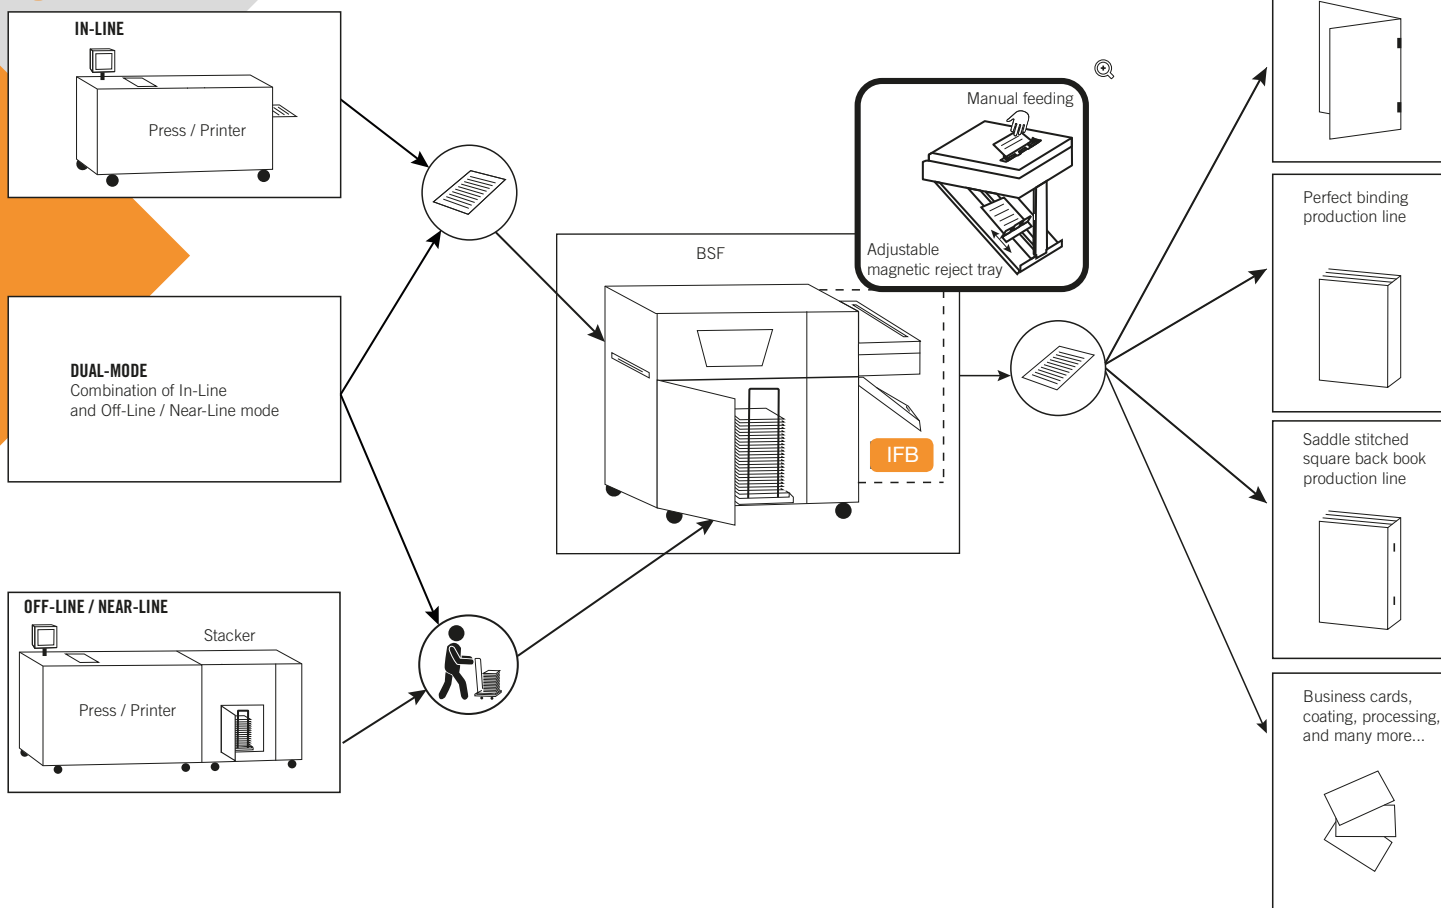 IN-LINE
Press / Printer
DUAL-MODE
Combination of In-Line
and Off-Line / Near-Line mode
OFF-LINE / NEAR-LINE
Stacker
Press / Printer
BSF
IFB
Manual feeding
Adjustable
magnetic reject tray
Perfect binding
production line
Saddle stitched
square back book
production line
Business cards,
coating, processing,
and many more...